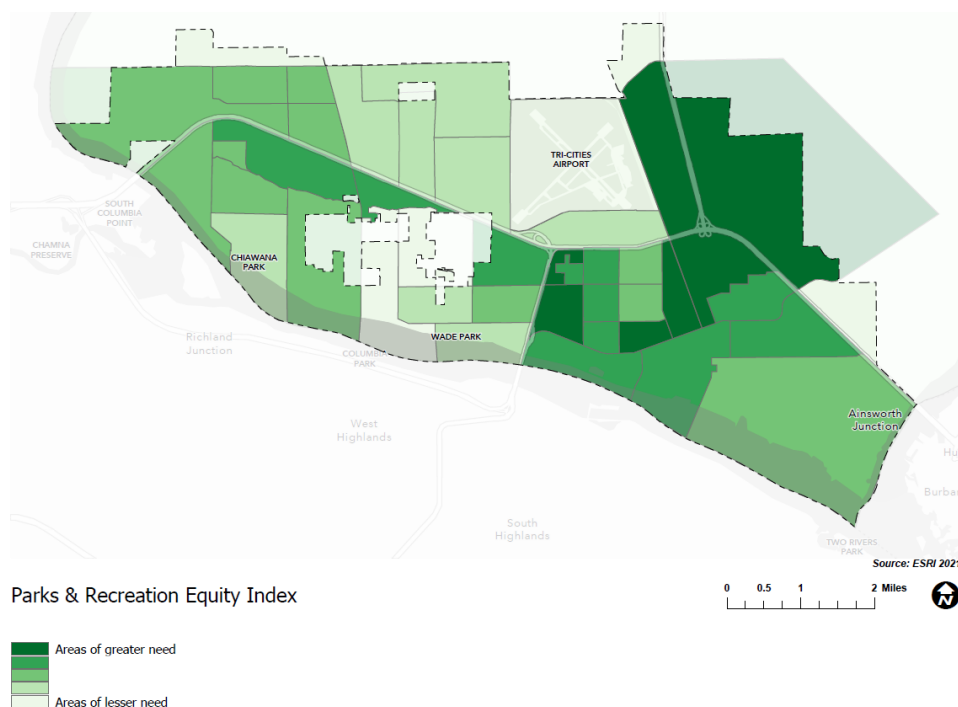 TRI-CITIES
AIRPORT
SOUTH
COLUMBIA
POINT
CHAMNA
PRESERVE
CHIAWANA
PARK
Richland
Junction
WADE PARK
COLUMBIA
PARK
West
Highlands
Ainsworth
Junction
Hu
Burba
South
Highlands
TWO RIVERS
PARK
Source: ESRI 2021
Parks & Recreation Equity Index
0 0.5 1 2 Miles
N
Areas of greater need
Areas of lesser need